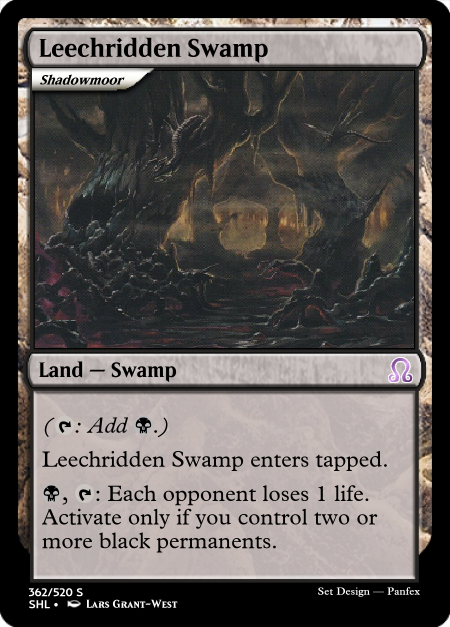 Leechridden Swamp
Shadowmoor
Land — Swamp
( : Add .)
Leechridden Swamp enters tapped.
, : Each opponent loses 1 life.
Activate only if you control two or
more black permanents.
362/520 S
Set Design — Panfex
SHL • Lars Grant-West